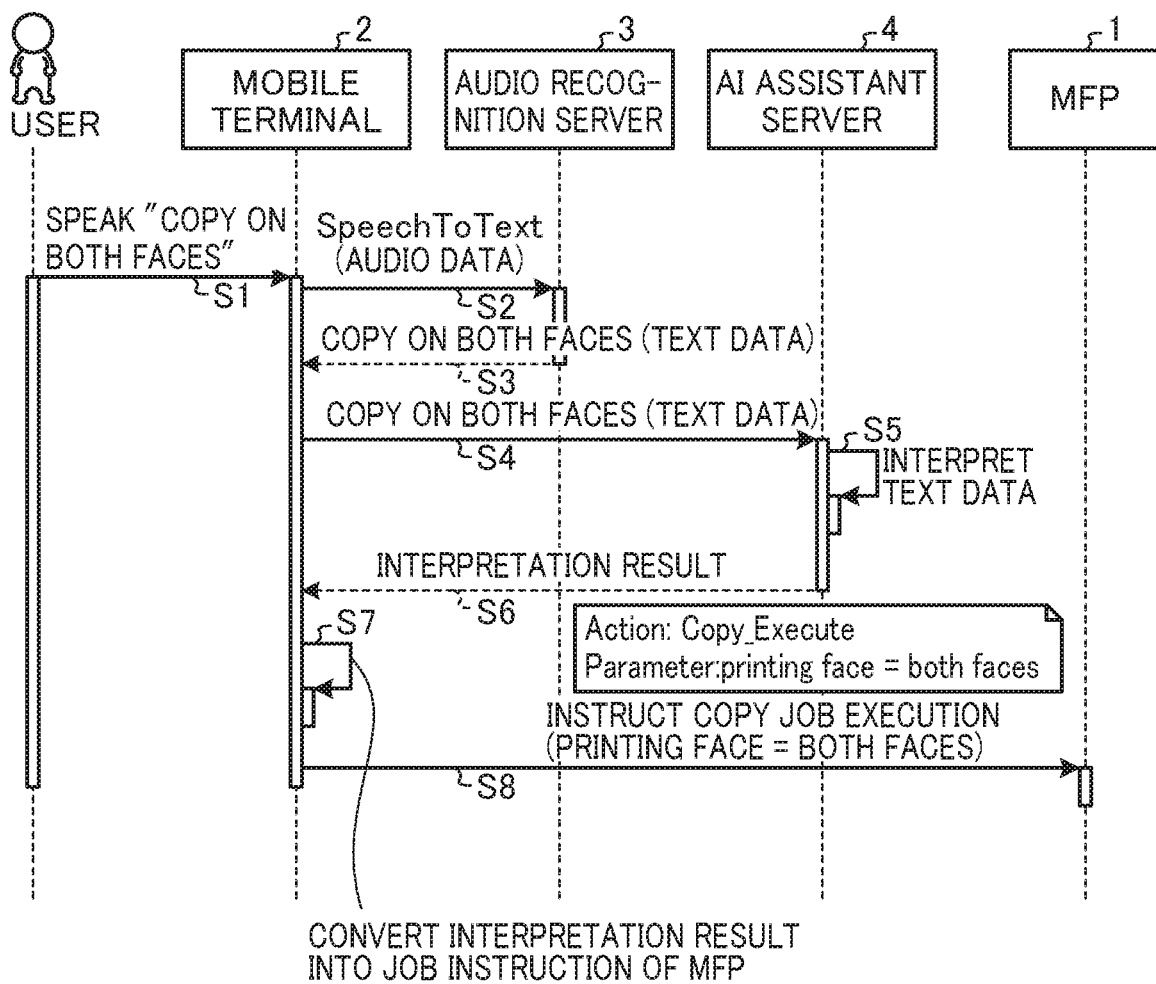 2
3
4
1
USER
MOBILE
TERMINAL
AUDIO RECOG-
NITION SERVER
AI ASSISTANT
SERVER
MFP
SPEAK "COPY ON
BOTH FACES"
S1
SpeechToText
(AUDIO DATA)
S2
COPY ON BOTH FACES (TEXT DATA)
S3
COPY ON BOTH FACES (TEXT DATA)
S4
S5
INTERPRET
TEXT DATA
INTERPRETATION RESULT
S6
S7
Action: Copy_Execute
Parameter:printing face = both faces
INSTRUCT COPY JOB EXECUTION
(PRINTING FACE = BOTH FACES)
S8
CONVERT INTERPRETATION RESULT
INTO JOB INSTRUCTION OF MFP